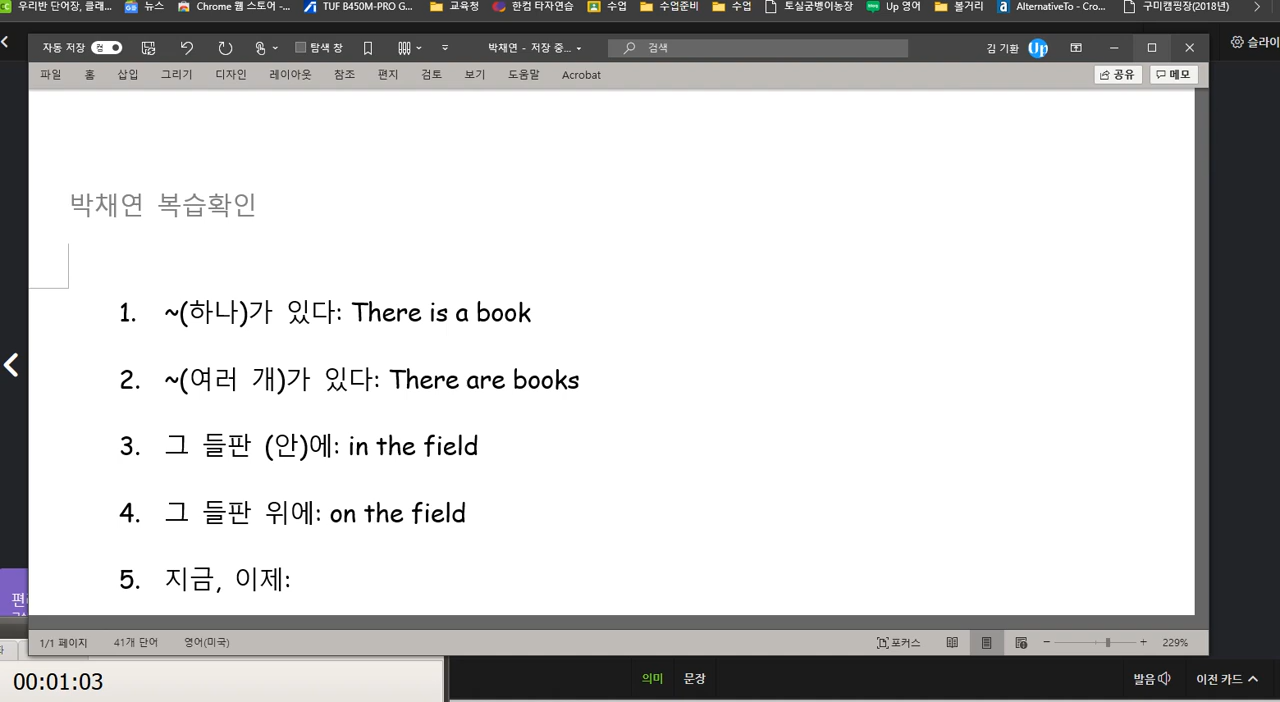 우리반 단어장, 클래... 뉴스 Chrome 웹 스토어 -... TUF B450M-PRO G... 교육청 한컴 타자연습 수업 수업준비 수업 토실굼벵이농장 Up 영어 볼거리 AlternativeTo - Cro... 구미캠핑장(2018년)
자동 저장 켬 탐색 창 박채연 - 저장 중... 검색 김 기환 Up
슬라이
파일 홈 삽입 그리기 디자인 레이아웃 참조 편지 검토 보기 도움말 Acrobat 공유 메모
박채연 복습확인
1. ~(하나)가 있다: There is a book
2. ~(여러 개)가 있다: There are books
3. 그 들판 (안)에: in the field
4. 그 들판 위에: on the field
5. 지금, 이제:
1/1 페이지 41개 단어 영어(미국) 포커스 229%
00:01:03
의미 문장 발음 이전 카드